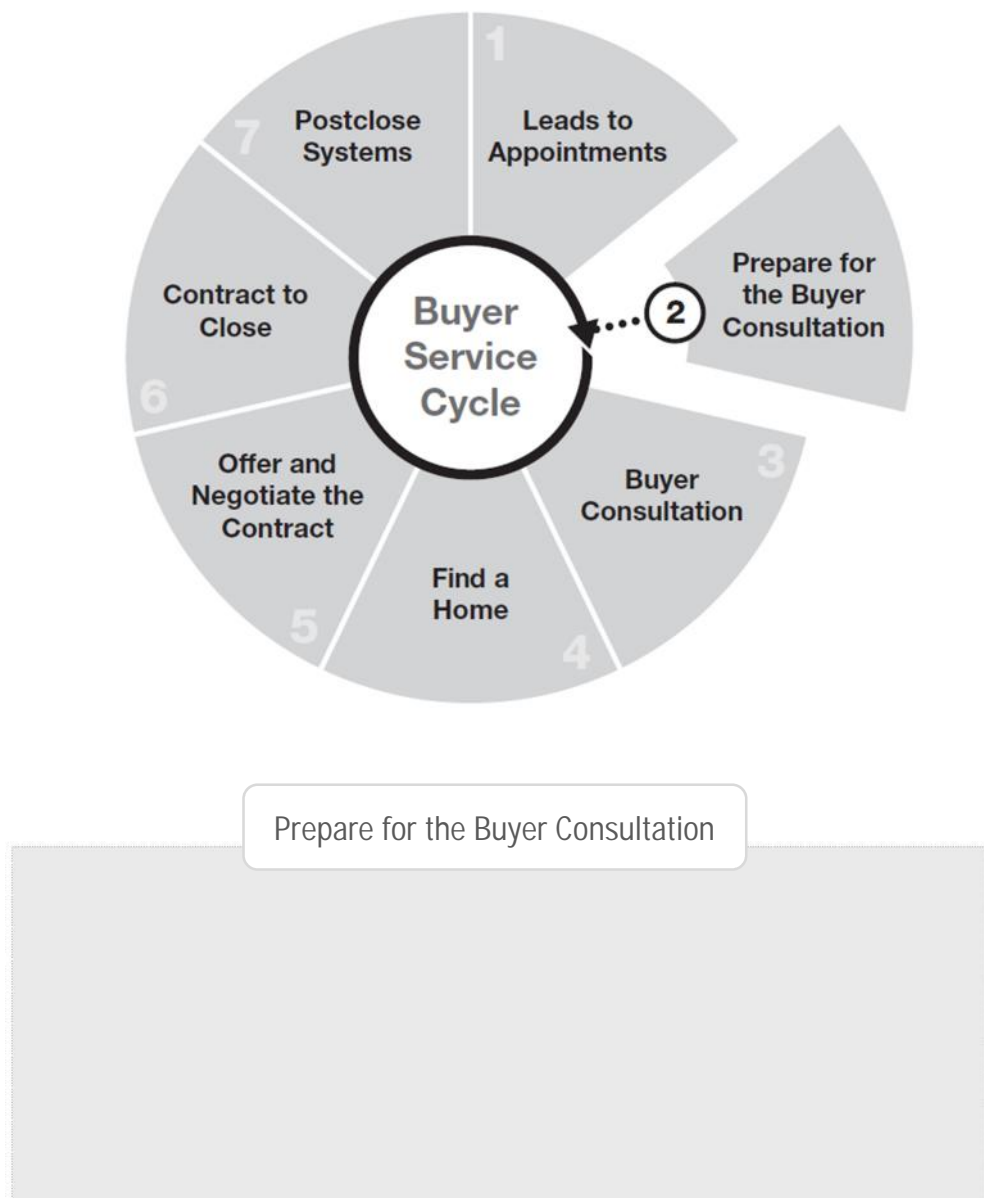 1
Leads to
Appointments
2
Prepare for
the Buyer
Consultation
3
Buyer
Consultation
4
Find a
Home
5
Offer and
Negotiate the
Contract
6
Contract to
Close
7
Postclose
Systems
Buyer
Service
Cycle
Prepare for the Buyer Consultation